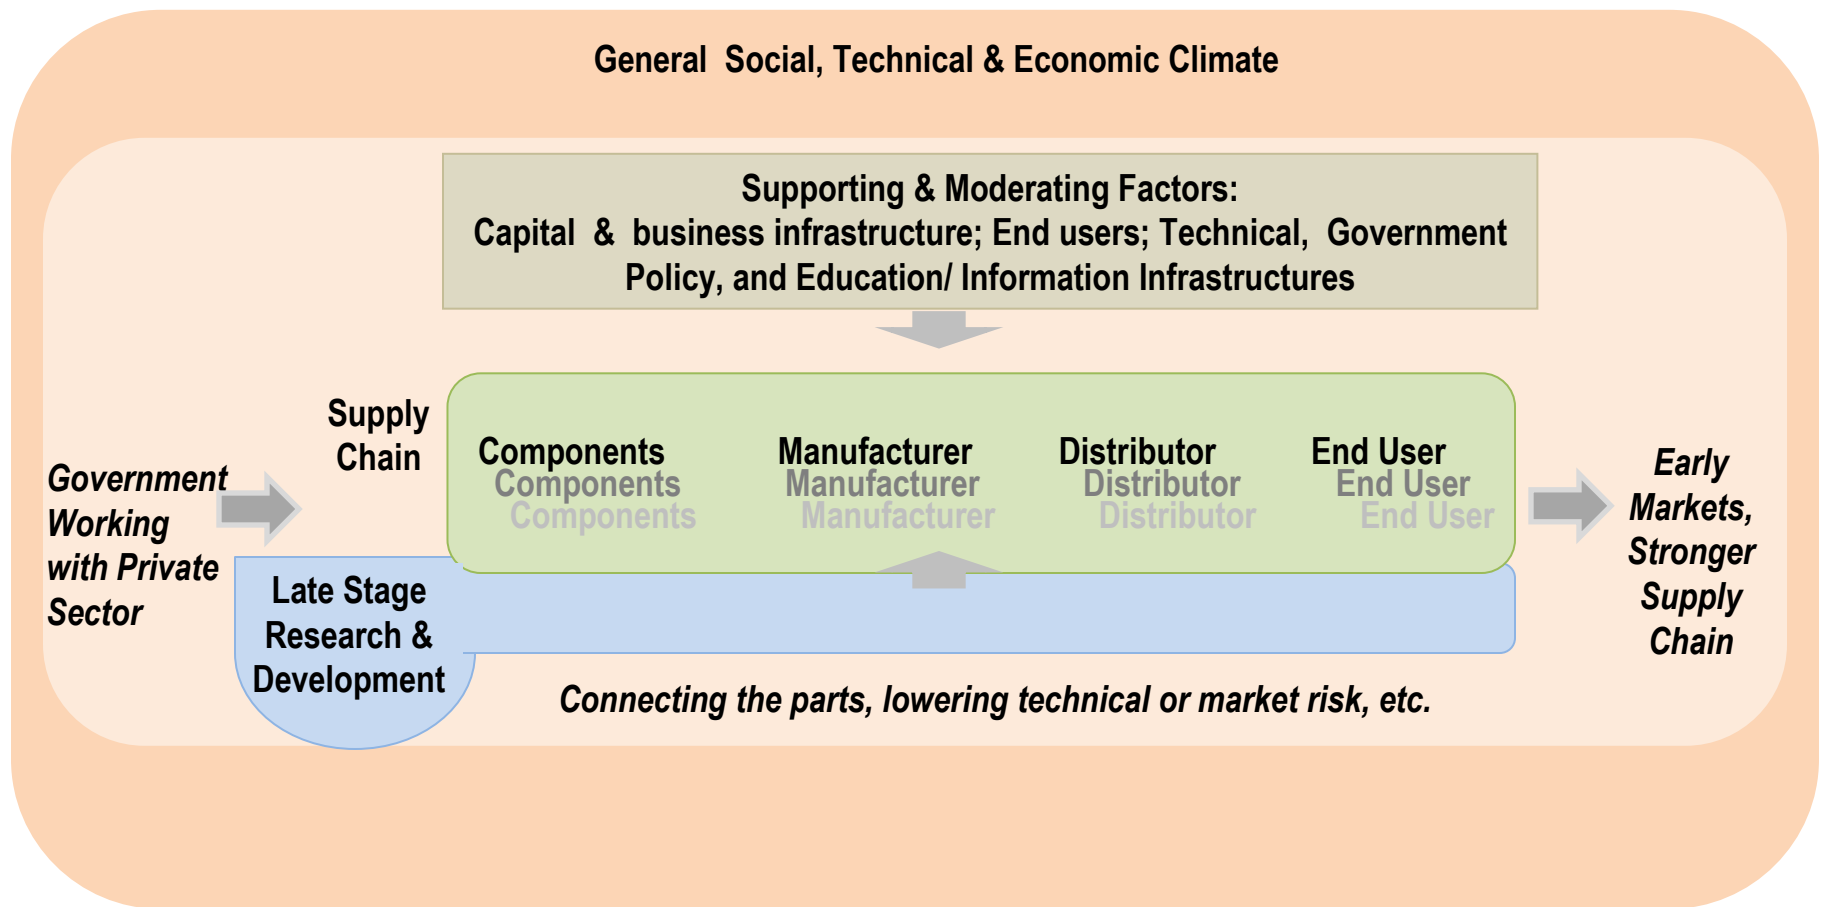 General Social, Technical & Economic Climate
Supporting & Moderating Factors:
Capital & business infrastructure; End users; Technical, Government
Policy, and Education/ Information Infrastructures
Supply
Chain
Components Manufacturer Distributor End User
Components Manufacturer Distributor End User
Components Manufacturer Distributor End User
Government
Working
with Private
Sector
Early
Markets,
Stronger
Supply
Chain
Late Stage
Research &
Development
Connecting the parts, lowering technical or market risk, etc.